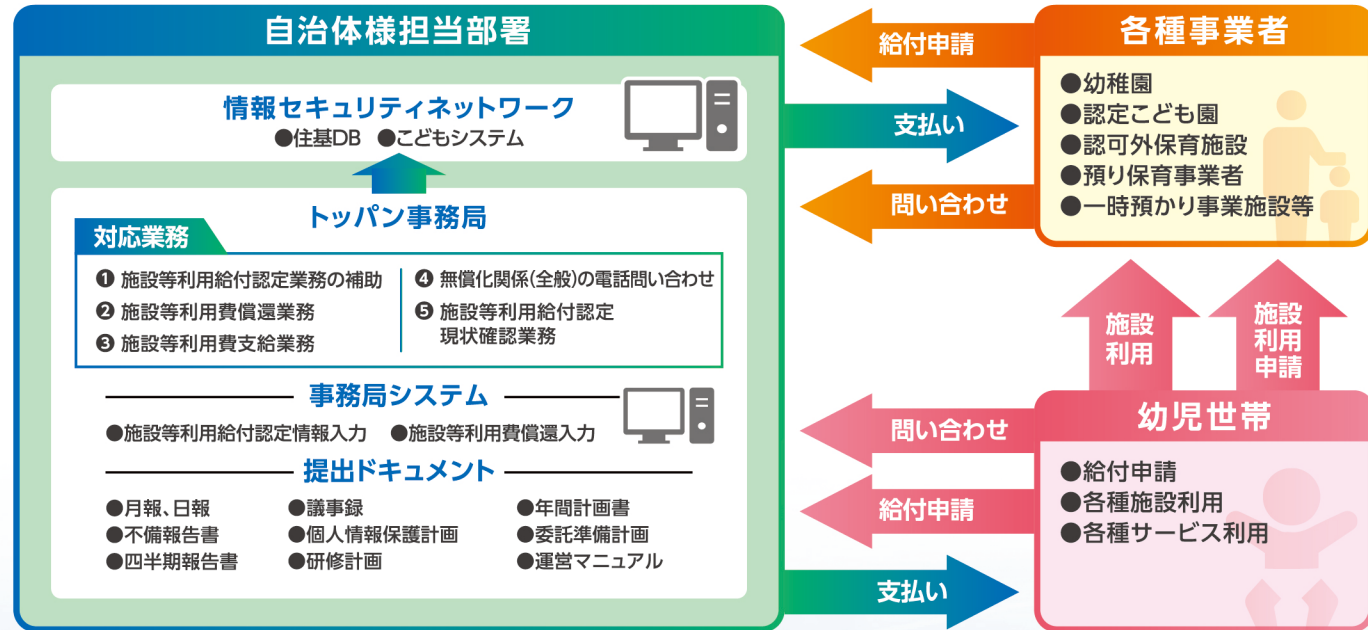 自治体様担当部署
情報セキュリティネットワーク
●住基DB ●こどもシステム
トッパン事務局
対応業務
❶ 施設等利用給付認定業務の補助
❷ 施設等利用費償還業務
❸ 施設等利用費支給業務
❹ 無償化関係(全般)の電話問い合わせ
❺ 施設等利用給付認定
現状確認業務
事務局システム
●施設等利用給付認定情報入力 ●施設等利用費償還入力
提出ドキュメント
●月報、日報 ●議事録 ●年間計画書
●不備報告書 ●個人情報保護計画 ●委託準備計画
●四半期報告書 ●研修計画 ●運営マニュアル
給付申請
支払い
問い合わせ
各種事業者
●幼稚園
●認定こども園
●認可外保育施設
●預り保育事業者
●一時預かり事業施設等
施設
利用
施設
利用
申請
問い合わせ
給付申請
支払い
幼児世帯
●給付申請
●各種施設利用
●各種サービス利用